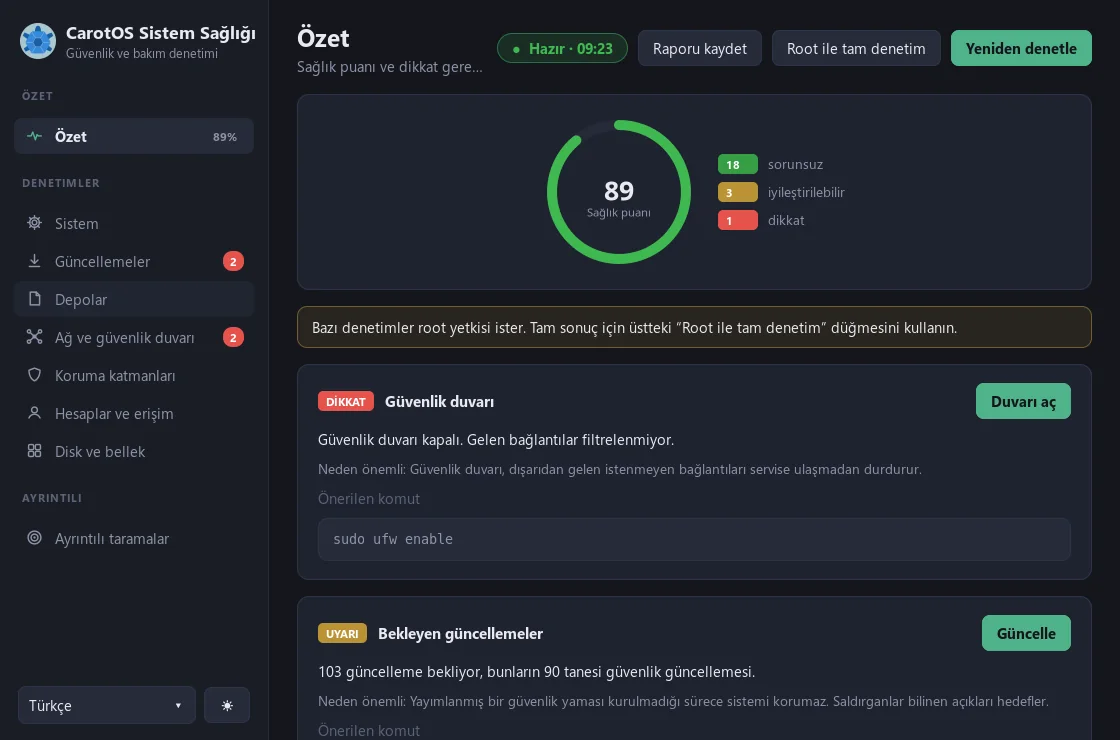 CarotOS Sistem Sağlığı
Güvenlik ve bakım denetimi
ÖZET
Özet 89%
DENETİMLER
Sistem
Güncellemeler 2
Depolar
Ağ ve güvenlik duvarı 2
Koruma katmanları
Hesaplar ve erişim
Disk ve bellek
AYRINTILI
Ayrıntılı taramalar
Türkçe
Özet
Sağlık puanı ve dikkat gere...
● Hazır · 09:23
Raporu kaydet
Root ile tam denetim
Yeniden denetle
89
Sağlık puanı
18 sorunsuz
3 iyileştirilebilir
1 dikkat
Bazı denetimler root yetkisi ister. Tam sonuç için üstteki “Root ile tam denetim” düğmesini kullanın.
DİKKAT Güvenlik duvarı
Duvarı aç
Güvenlik duvarı kapalı. Gelen bağlantılar filtrelenmiyor.
Neden önemli: Güvenlik duvarı, dışarıdan gelen istenmeyen bağlantıları servise ulaşmadan durdurur.
Önerilen komut
sudo ufw enable
UYARI Bekleyen güncellemeler
Güncelle
103 güncelleme bekliyor, bunların 90 tanesi güvenlik güncellemesi.
Neden önemli: Yayımlanmış bir güvenlik yaması kurulmadığı sürece sistemi korumaz. Saldırganlar bilinen açıkları hedefler.
Önerilen komut